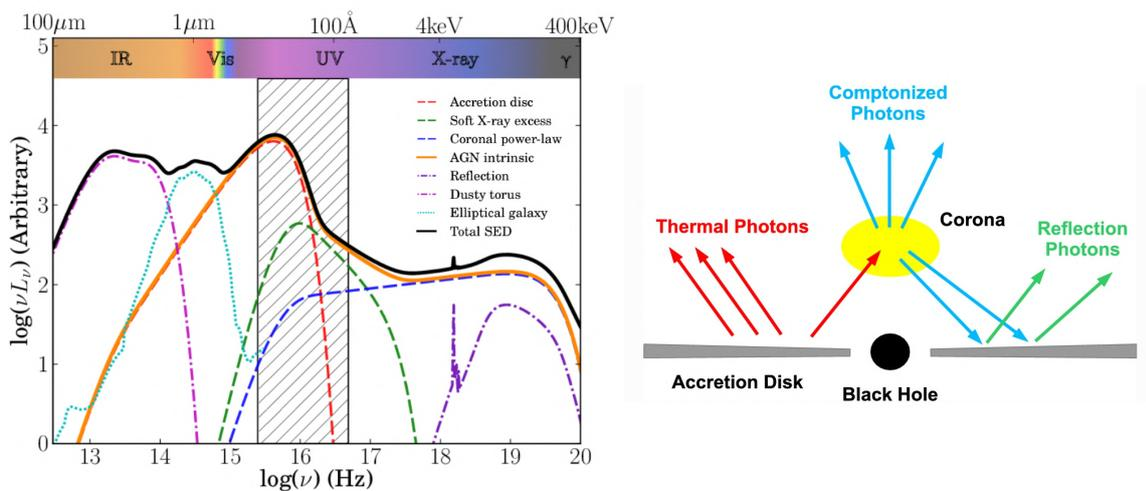 100μm 1μm 100Å 4keV 400keV
IR Vis UV X-ray γ
5
4
3
2
1
0
log(νLν) (Arbitrary)
Accretion disc
Soft X-ray excess
Coronal power-law
AGN intrinsic
Reflection
Dusty torus
Elliptical galaxy
Total SED
13 14 15 16 17 18 19 20
log(ν) (Hz)
Comptonized
Photons
Thermal Photons
Corona
Reflection
Photons
Accretion Disk
Black Hole